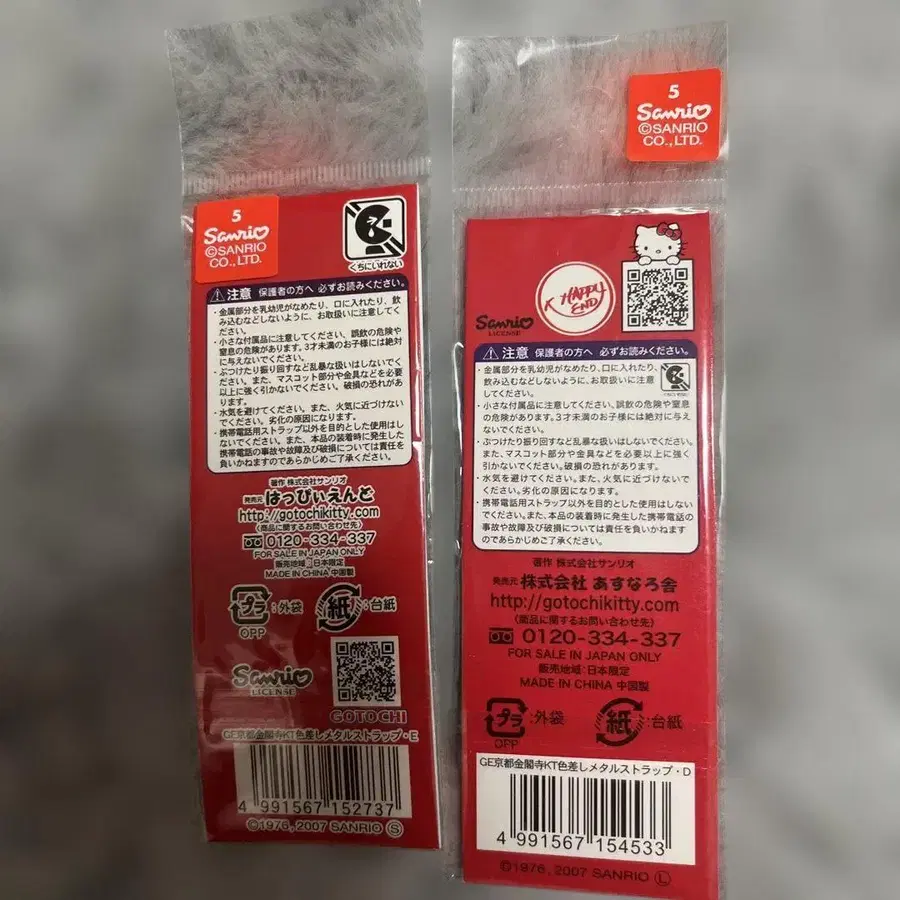 5
Sanrio
©SANRIO
CO.,LTD.
くちにいれない
注意 保護者の方へ 必ずお読みください。
・金属部分を乳幼児がなめたり、口に入れたり、飲
み込むなどしないように、お取扱いに注意してく
ださい。
・小さな付属品に注意してください。誤飲の危険や
窒息の危険があります。3才未満のお子様には絶対
に与えないでください。
・ぶつけたり振り回すなど乱暴な扱いはしないでく
ださい。また、マスコット部分や金具などを必要
以上に強く引かないでください。破損の恐れがあ
ります。
・水気を避けてください。また、火気に近づけない
でください。劣化の原因になります。
・携帯電話用ストラップ以外を目的とした使用はし
ないでください。また、本品の装着時に発生した
携帯電話の事故や故障及び破損については責任を
負いかねますのであらかじめご了承ください。
著作 株式会社サンリオ
発売元 はっぴぃえんど
http://gotochikitty.com
〈商品に関するお問い合わせ先〉
0120-334-337
FOR SALE IN JAPAN ONLY
販売地域:日本限定
MADE IN CHINA 中国製
プラ :外袋 紙 :台紙
OPP
Sanrio
LICENSE
GOTOCHI
GE京都金閣寺KT色差しメタルストラップ・E
4 991567 152737
©1976, 2007 SANRIO Ⓢ
5
Sanrio
©SANRIO
CO.,LTD.
HAPPY
END
Sanrio
LICENSE
注意 保護者の方へ 必ずお読みください。
・金属部分を乳幼児がなめたり、口に入れたり、
飲み込むなどしないように、お取扱いに注意
してください。
・小さな付属品に注意してください。誤飲の危険や窒息
の危険があります。3才未満のお子様には絶対に与え
ないでください。
・ぶつけたり振り回すなど乱暴な扱いはしないでください。
また、マスコット部分や金具などを必要以上に強く
引かないでください。破損の恐れがあります。
・水気を避けてください。また、火気に近づけないでく
ださい。劣化の原因になります。
・携帯電話用ストラップ以外を目的とした使用はしない
でください。また、本品の装着時に発生した携帯電話の
事故や故障及び破損については責任を負いかねます
のであらかじめご了承ください。
著作 株式会社サンリオ
発売元 株式会社 あすなろ舎
http://gotochikitty.com
〈商品に関するお問い合わせ先〉
0120-334-337
FOR SALE IN JAPAN ONLY
販売地域:日本限定
MADE IN CHINA 中国製
プラ :外袋 紙 :台紙
OPP
GE京都金閣寺KT色差しメタルストラップ・D
4 991567 154533
©1976, 2007 SANRIO Ⓛ